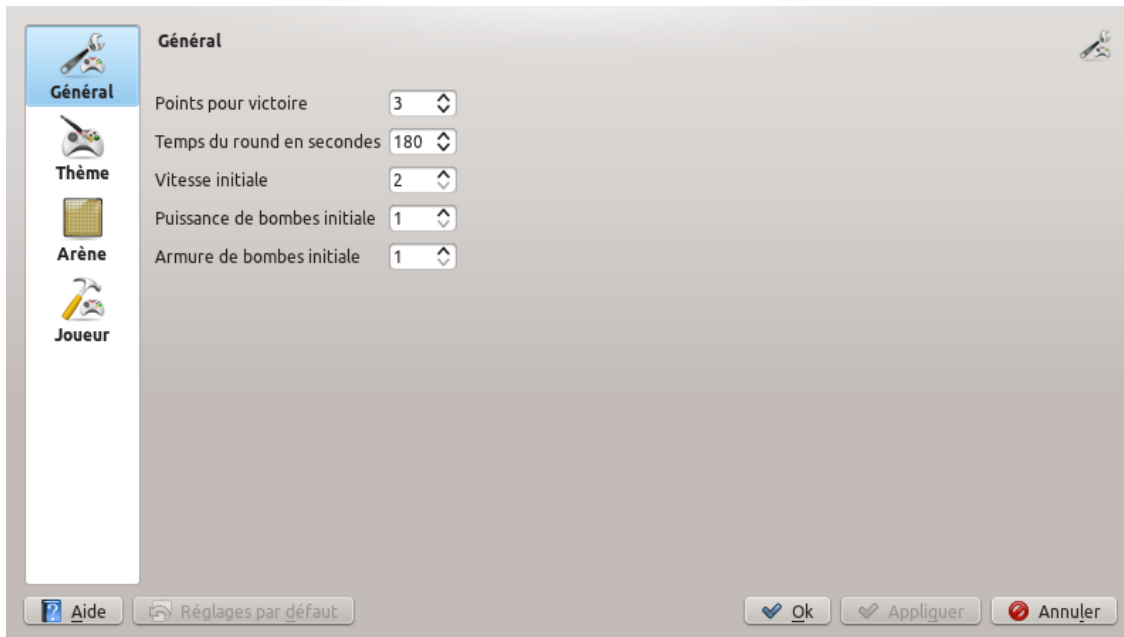 Général
Thème
Arène
Joueur
Général
Points pour victoire 3
Temps du round en secondes 180
Vitesse initiale 2
Puissance de bombes initiale 1
Armure de bombes initiale 1
Aide Réglages par défaut Ok Appliquer Annuler